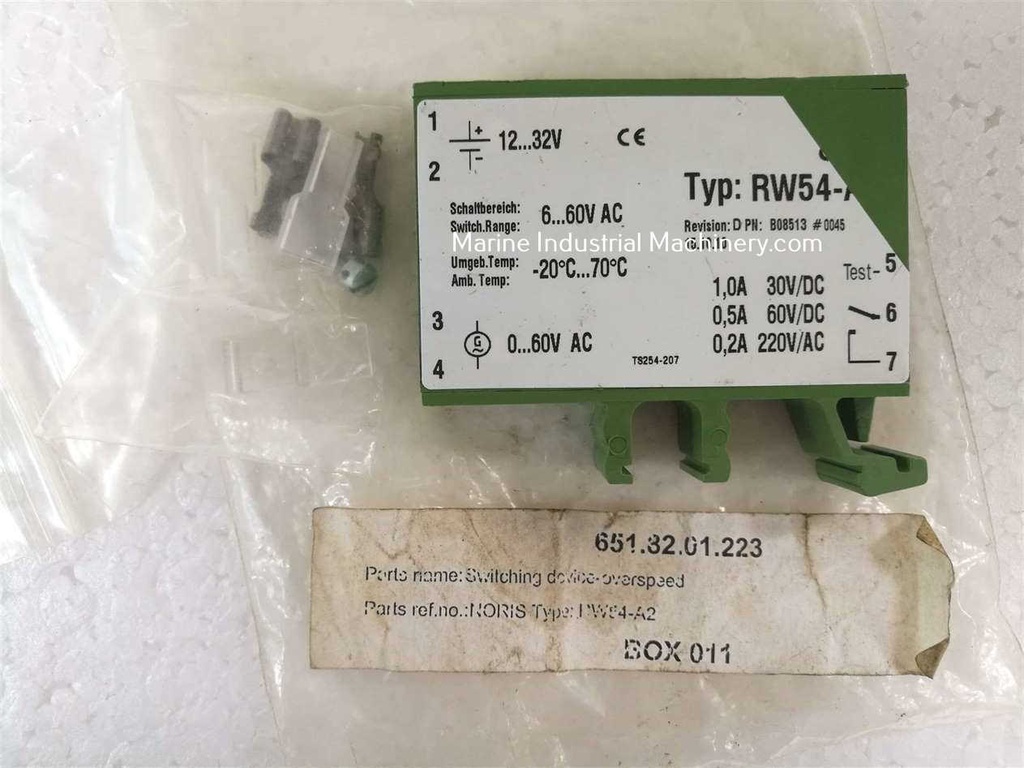 1
+
12...32V
CE
-
2
Typ: RW54-A
Schaltbereich:
Switch.Range:
6...60V AC
Revision: D PN: B08513 #0045
Marine Industrial Machinery.com
Umgeb.Temp:
Amb. Temp:
-20°C...70°C
Test- 5
1,0A 30V/DC
3
0,5A 60V/DC
6
G
~
0...60V AC
0,2A 220V/AC
4
TS254-207
7
651.82.01.223
Parts name: Switching device-overspeed
Parts ref.no.: NORIS Type: RW54-A2
BOX 011